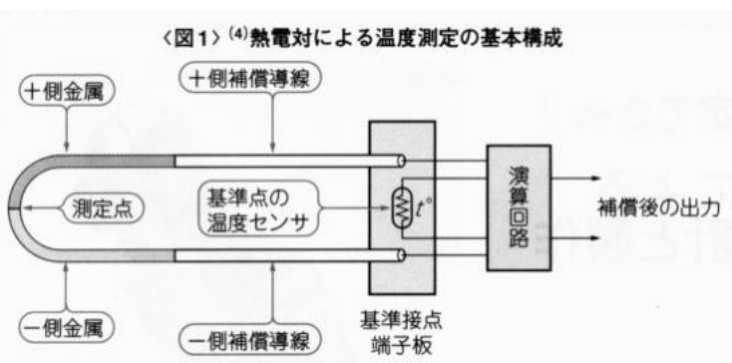 〈図1〉(4)熱電対による温度測定の基本構成
＋側金属
＋側補償導線
測定点
基準点の
温度センサ
t°
演算回路
補償後の出力
－側金属
－側補償導線
基準接点
端子板